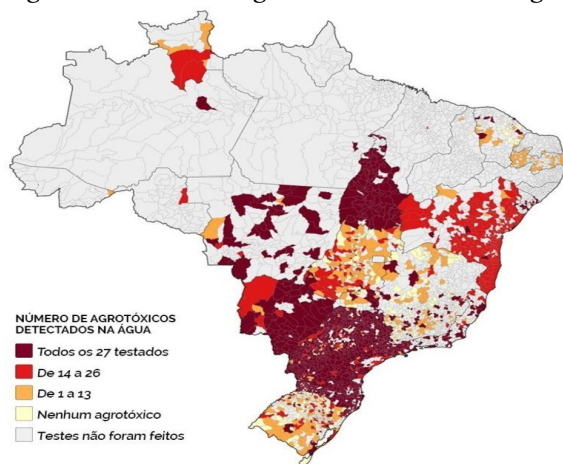 NÚMERO DE AGROTÓXICOS
DETECTADOS NA ÁGUA
Todos os 27 testados
De 14 a 26
De 1 a 13
Nenhum agrotóxico
Testes não foram feitos